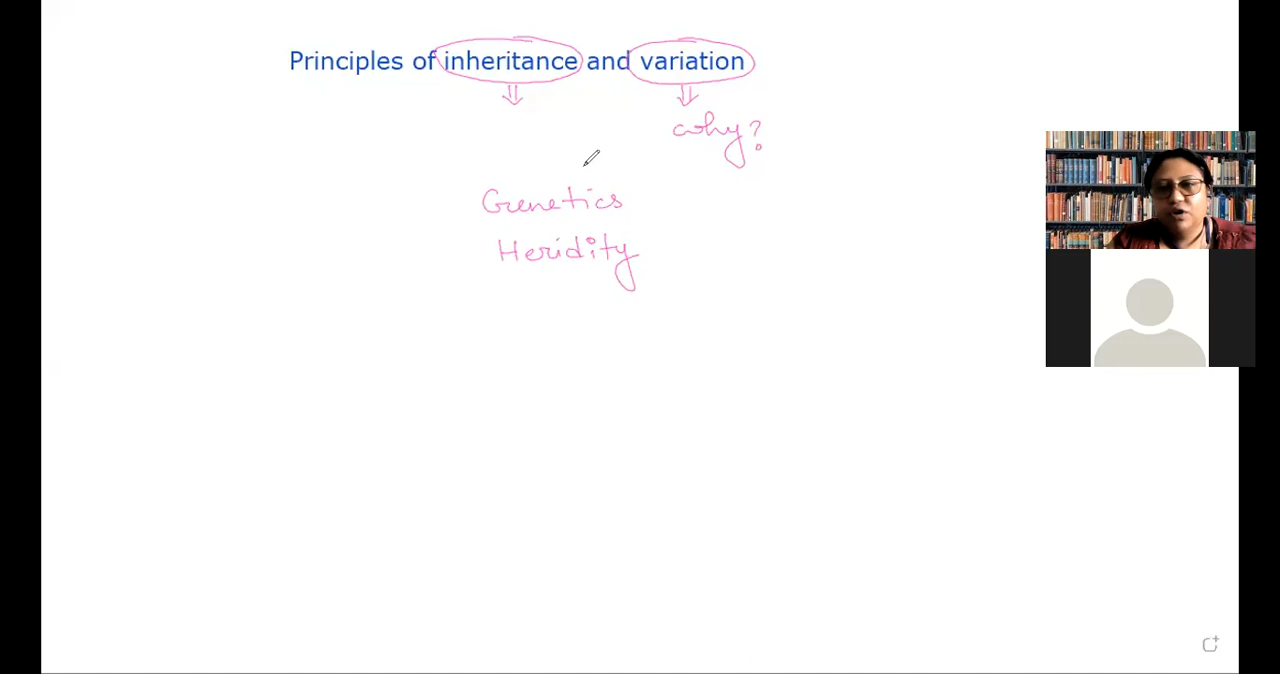 Principles of inheritance and variation
why?
Genetics
Heridity